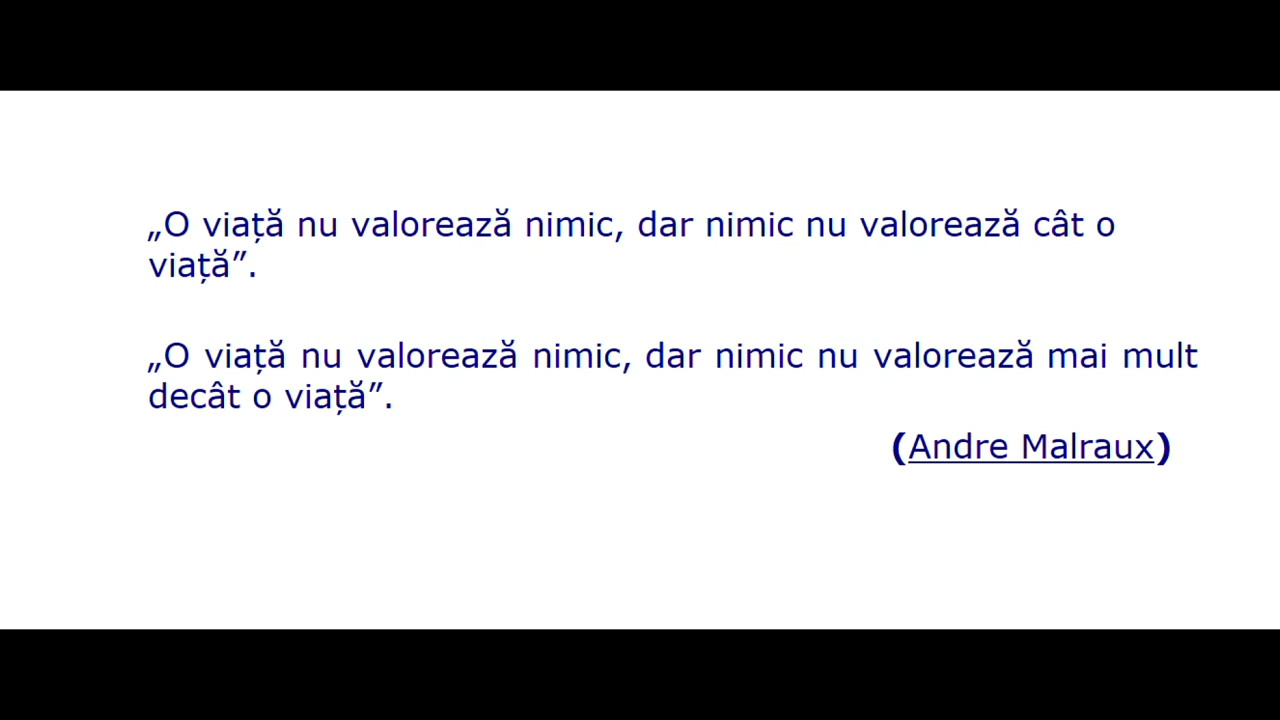 „O viață nu valorează nimic, dar nimic nu valorează cât o
viață”.
„O viață nu valorează nimic, dar nimic nu valorează mai mult
decât o viață”.
(Andre Malraux)